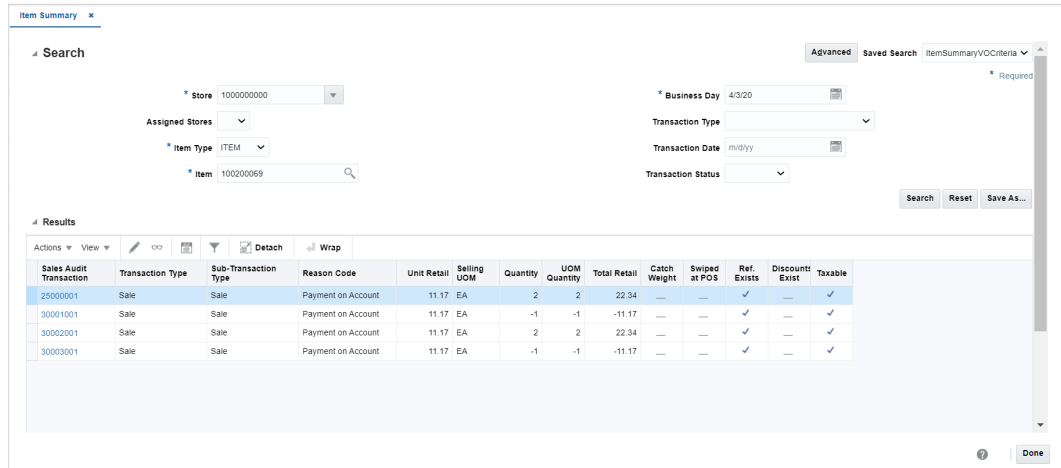 Item Summary
Search
Advanced Saved Search ItemSummaryVOCriteria
* Required
* Store 1000000000
* Business Day 4/3/20
Assigned Stores
Transaction Type
* Item Type ITEM
Transaction Date m/d/yy
* Item 100200069
Transaction Status
Search Reset Save As...
Results
Actions View Detach Wrap
Sales Audit Transaction Transaction Type Sub-Transaction Type Reason Code Unit Retail Selling UOM Quantity UOM Quantity Total Retail Catch Weight Swiped at POS Ref. Exists Discounts Exist Taxable
25000001 Sale Sale Payment on Account 11.17 EA 2 2 22.34
30001001 Sale Sale Payment on Account 11.17 EA -1 -1 -11.17
30002001 Sale Sale Payment on Account 11.17 EA 2 2 22.34
30003001 Sale Sale Payment on Account 11.17 EA -1 -1 -11.17
Done